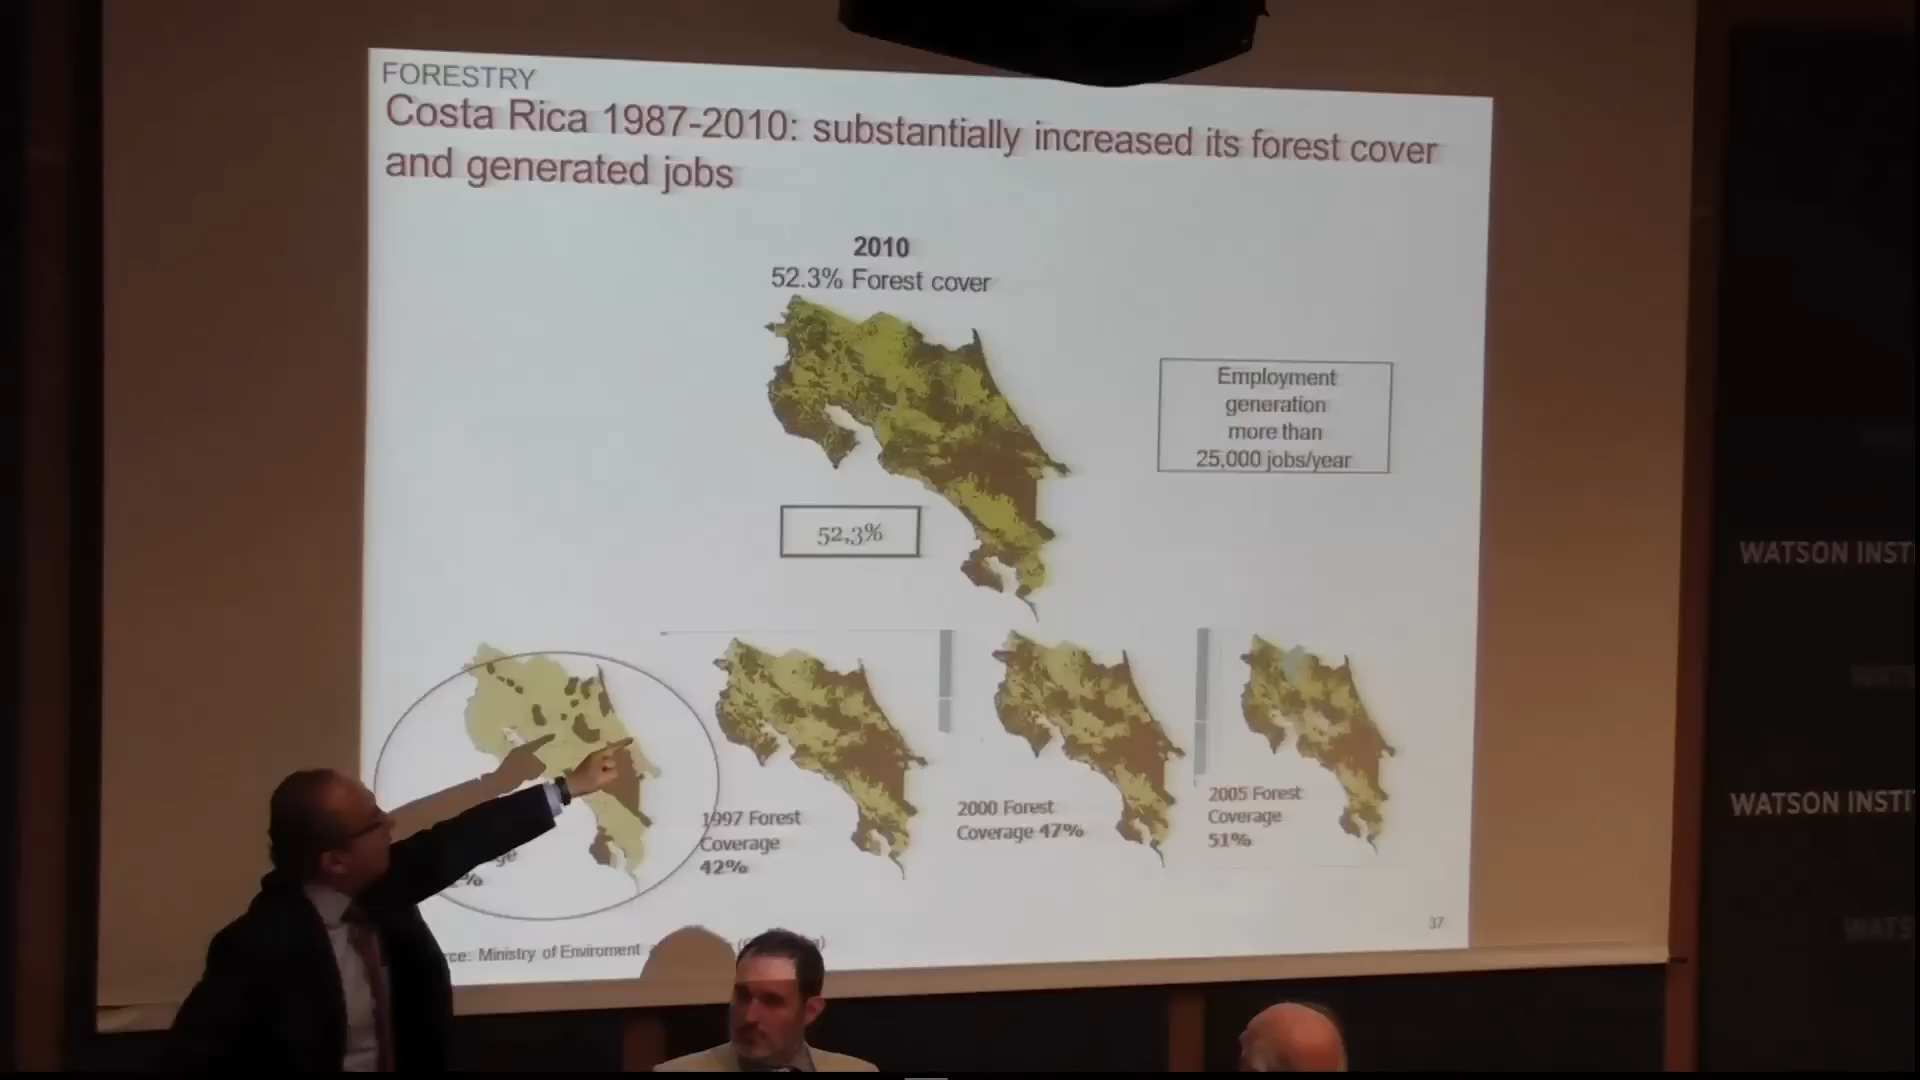 FORESTRY
Costa Rica 1987-2010: substantially increased its forest cover
and generated jobs
2010
52.3% Forest cover
Employment
generation
more than
25,000 jobs/year
52,3%
1997 Forest
Coverage
42%
2000 Forest
Coverage 47%
2005 Forest
Coverage
51%
Ministry of Enviroment
37
WATSON INST
WATSON INSTI
WATS